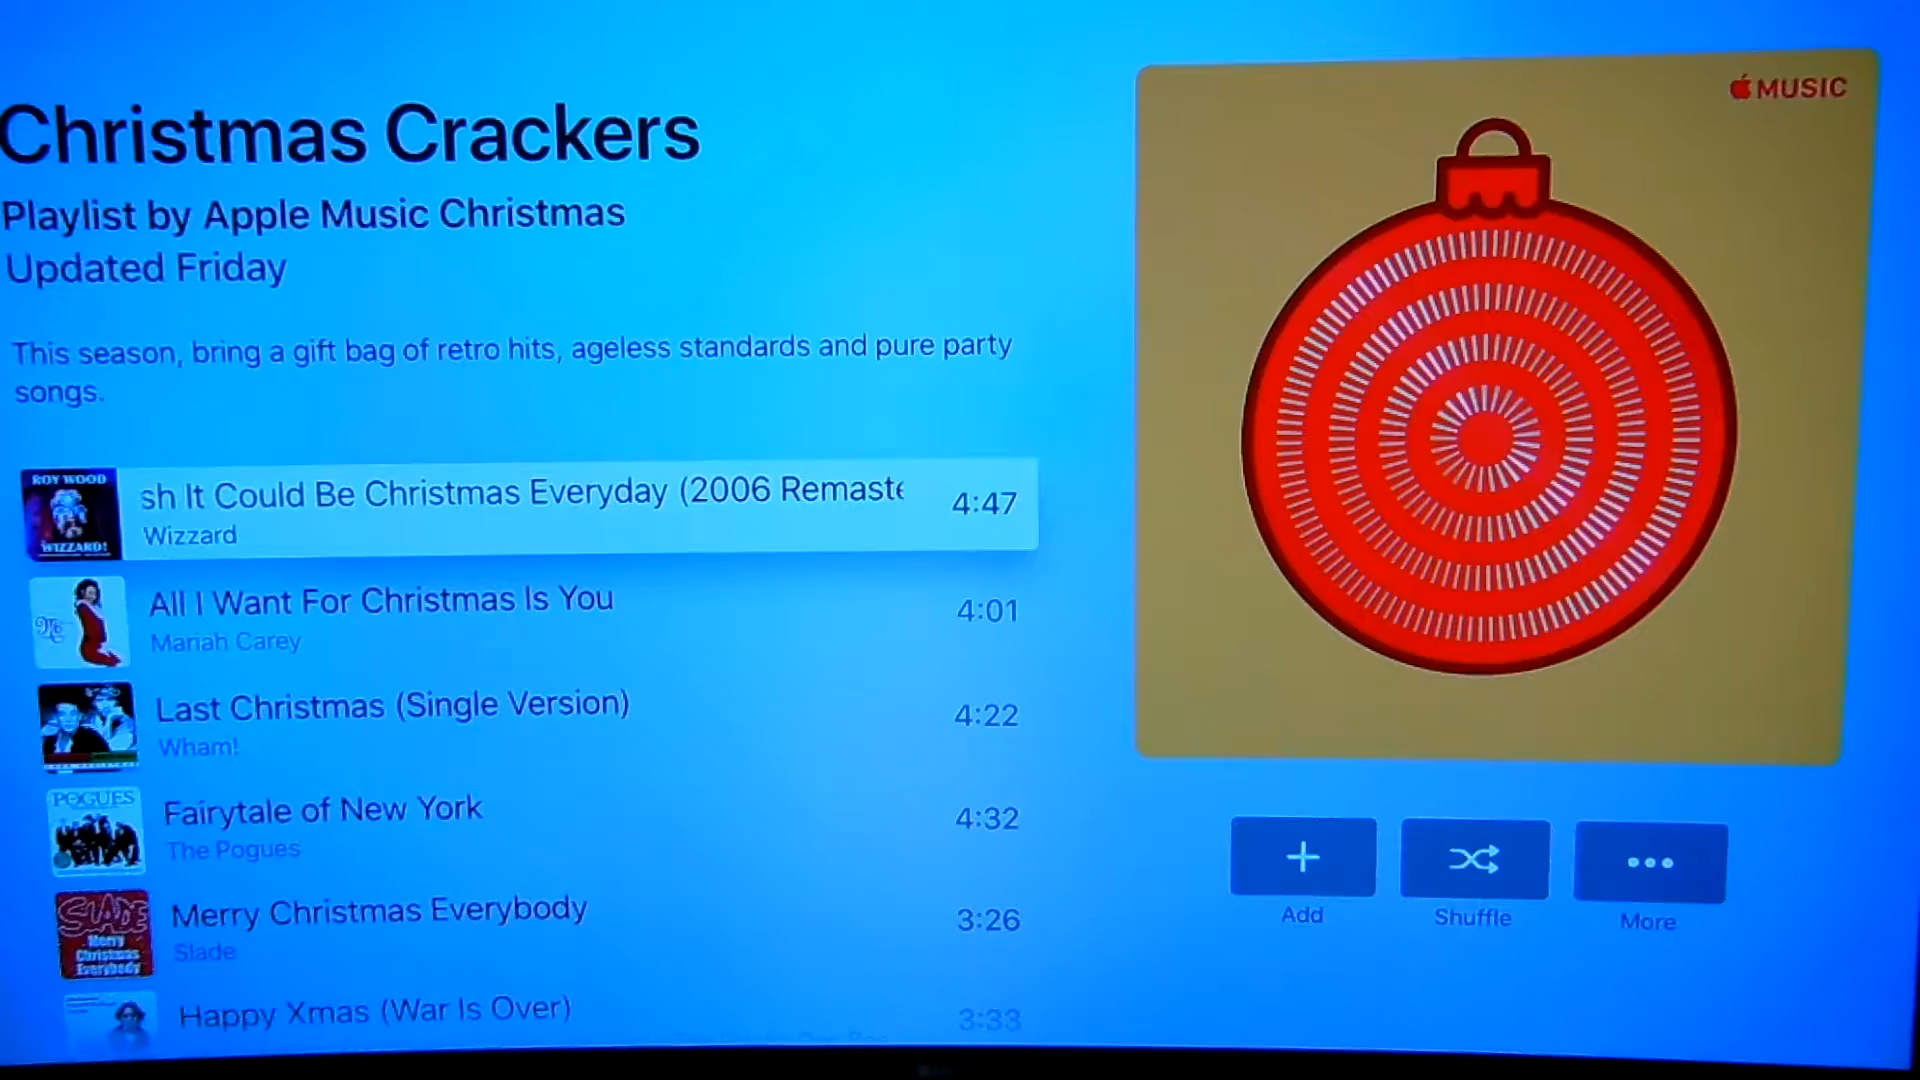 Christmas Crackers
Playlist by Apple Music Christmas
Updated Friday
This season, bring a gift bag of retro hits, ageless standards and pure party
songs.
ROY WOOD
WIZZARD!
sh It Could Be Christmas Everyday (2006 Remaste
4:47
Wizzard
All I Want For Christmas Is You
4:01
Mariah Carey
Last Christmas (Single Version)
4:22
Wham!
POGUES
Fairytale of New York
4:32
The Pogues
SLADE
Merry
Christmas
Everybody
Merry Christmas Everybody
3:26
Slade
Happy Xmas (War Is Over)
3:33
MUSIC
Add
Shuffle
More